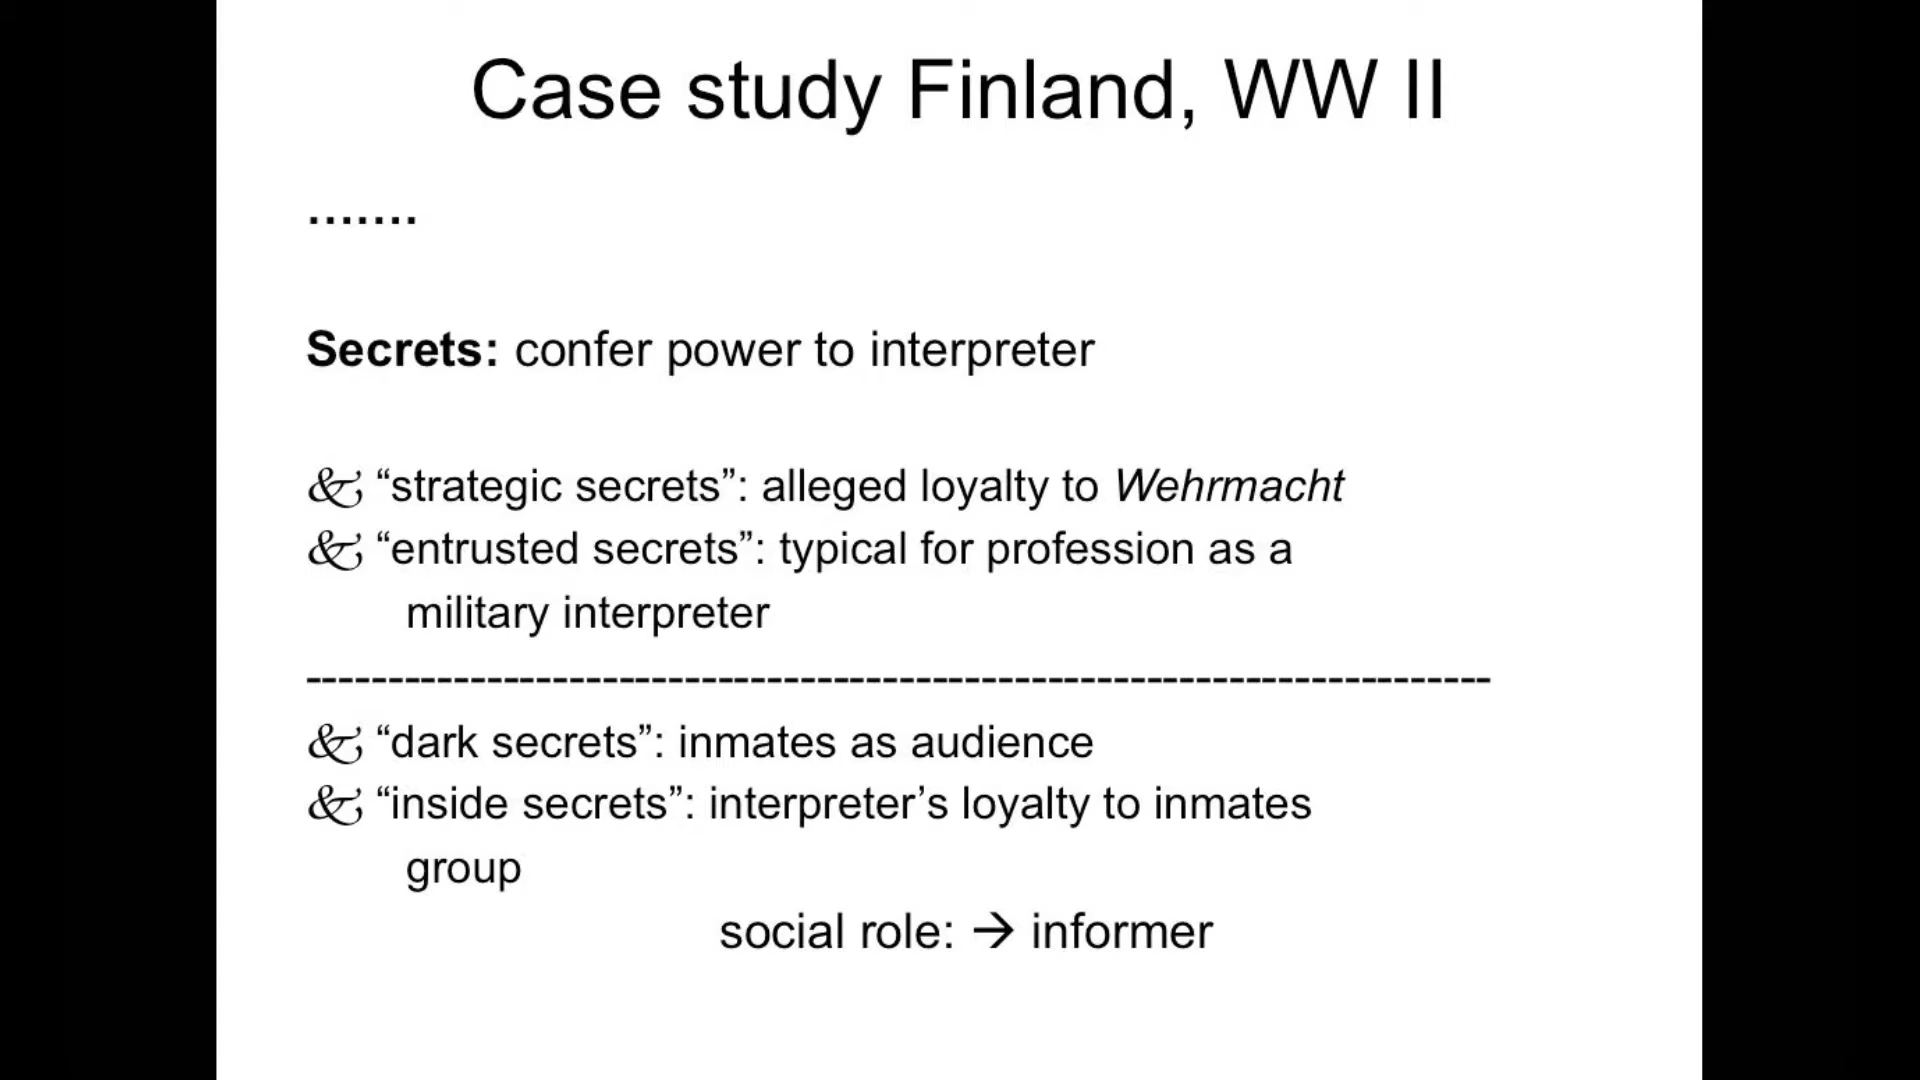 Case study Finland, WW II
.......
Secrets: confer power to interpreter
& “strategic secrets”: alleged loyalty to Wehrmacht
& “entrusted secrets”: typical for profession as a
military interpreter
-------------------------------------------------------------------------
& “dark secrets”: inmates as audience
& “inside secrets”: interpreter’s loyalty to inmates
group
social role: → informer